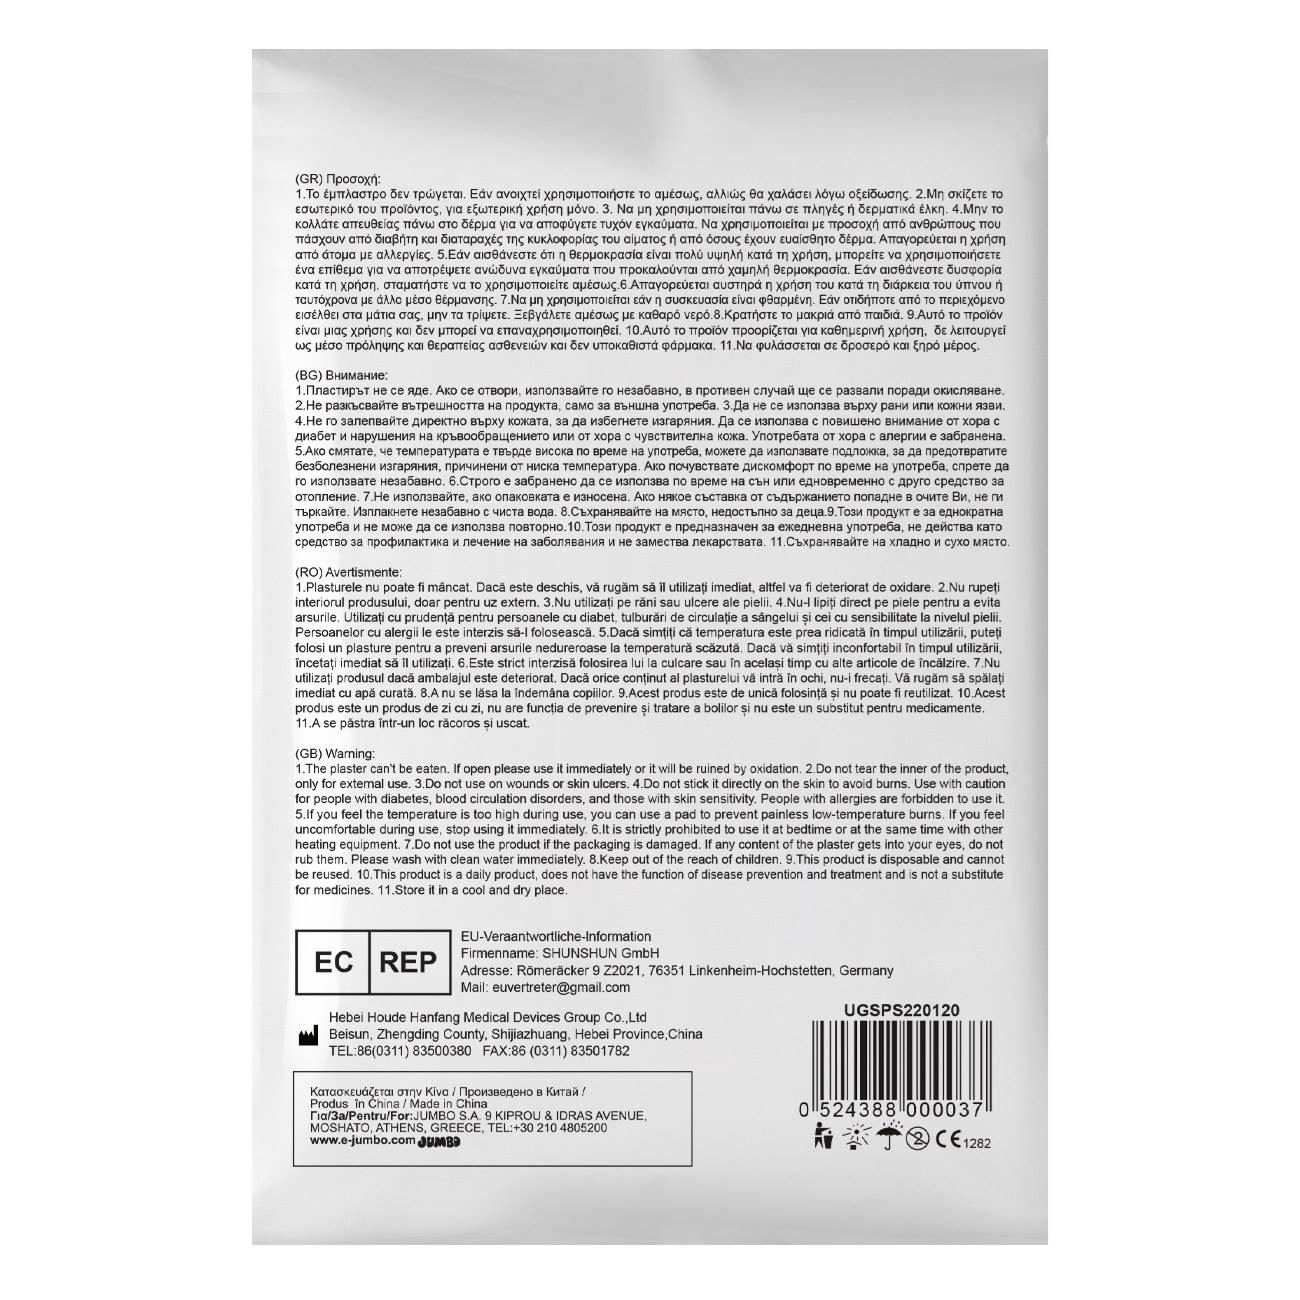 (GR) Προσοχή:
1.Το έμπλαστρο δεν τρώγεται. Εάν ανοιχτεί χρησιμοποιήστε το αμέσως, αλλιώς θα χαλάσει λόγω οξείδωσης. 2.Μη σκίζετε το
εσωτερικό του προϊόντος, για εξωτερική χρήση μόνο. 3. Να μη χρησιμοποιείται πάνω σε πληγές ή δερματικά έλκη. 4.Μην το
κολλάτε απευθείας πάνω στο δέρμα για να αποφύγετε τυχόν εγκαύματα. Να χρησιμοποιείται με προσοχή από ανθρώπους που
πάσχουν από διαβήτη και διαταραχές της κυκλοφορίας του αίματος ή από όσους έχουν ευαίσθητο δέρμα. Απαγορεύεται η χρήση
από άτομα με αλλεργίες. 5.Εάν αισθάνεστε ότι η θερμοκρασία είναι πολύ υψηλή κατά τη χρήση, μπορείτε να χρησιμοποιήσετε
ένα επίθεμα για να αποτρέψετε ανώδυνα εγκαύματα που προκαλούνται από χαμηλή θερμοκρασία. Εάν αισθάνεστε δυσφορία
κατά τη χρήση, σταματήστε να το χρησιμοποιείτε αμέσως.6.Απαγορεύεται αυστηρά η χρήση του κατά τη διάρκεια του ύπνου ή
ταυτόχρονα με άλλο μέσο θέρμανσης. 7.Να μη χρησιμοποιείται εάν η συσκευασία είναι φθαρμένη. Εάν οτιδήποτε από το περιεχόμενο
εισέλθει στα μάτια σας, μην τα τρίψετε. Ξεβγάλετε αμέσως με καθαρό νερό.8.Κρατήστε το μακριά από παιδιά. 9.Αυτό το προϊόν
είναι μιας χρήσης και δεν μπορεί να επαναχρησιμοποιηθεί. 10.Αυτό το προϊόν προορίζεται για καθημερινή χρήση, δε λειτουργεί
ως μέσο πρόληψης και θεραπείας ασθενειών και δεν υποκαθιστά φάρμακα. 11.Να φυλάσσεται σε δροσερό και ξηρό μέρος.
(BG) Внимание:
1.Пластирът не се яде. Ако се отвори, използвайте го незабавно, в противен случай ще се развали поради окисляване.
2.Не разкъсвайте вътрешността на продукта, само за външна употреба. 3.Да не се използва върху рани или кожни язви.
4.Не го залепвайте директно върху кожата, за да избегнете изгаряния. Да се използва с повишено внимание от хора с
диабет и нарушения на кръвообращението или от хора с чувствителна кожа. Употребата от хора с алергии е забранена.
5.Ако смятате, че температурата е твърде висока по време на употреба, можете да използвате подложка, за да предотвратите
безболезнени изгаряния, причинени от ниска температура. Ако почувствате дискомфорт по време на употреба, спрете да
го използвате незабавно. 6.Строго е забранено да се използва по време на сън или едновременно с друго средство за
отопление. 7.Не използвайте, ако опаковката е износена. Ако някое съставка от съдържанието попадне в очите Ви, не ги
търкайте. Изплакнете незабавно с чиста вода. 8.Съхранявайте на място, недостъпно за деца.9.Този продукт е за еднократна
употреба и не може да се използва повторно.10.Този продукт е предназначен за ежедневна употреба, не действа като
средство за профилактика и лечение на заболявания и не замества лекарствата. 11.Съхранявайте на хладно и сухо място.
(RO) Avertismente:
1.Plasturele nu poate fi mâncat. Dacă este deschis, vă rugăm să îl utilizați imediat, altfel va fi deteriorat de oxidare. 2.Nu rupeți
interiorul produsului, doar pentru uz extern. 3.Nu utilizați pe răni sau ulcere ale pielii. 4.Nu-l lipiți direct pe piele pentru a evita
arsurile. Utilizați cu prudență pentru persoanele cu diabet, tulburări de circulație a sângelui și cei cu sensibilitate la nivelul pielii.
Persoanelor cu alergii le este interzis să-l folosească. 5.Dacă simțiți că temperatura este prea ridicată în timpul utilizării, puteți
folosi un plasture pentru a preveni arsurile nedureroase la temperatură scăzută. Dacă vă simțiți inconfortabil în timpul utilizării,
încetați imediat să îl utilizați. 6.Este strict interzisă folosirea lui la culcare sau în același timp cu alte articole de încălzire. 7.Nu
utilizați produsul dacă ambalajul este deteriorat. Dacă orice conținut al plasturelui vă intră în ochi, nu-i frecați. Vă rugăm să spălați
imediat cu apă curată. 8.A nu se lăsa la îndemâna copiilor. 9.Acest produs este de unică folosință și nu poate fi reutilizat. 10.Acest
produs este un produs de zi cu zi, nu are funcția de prevenire și tratare a bolilor și nu este un substitut pentru medicamente.
11.A se păstra într-un loc răcoros și uscat.
(GB) Warning:
1.The plaster can't be eaten. If open please use it immediately or it will be ruined by oxidation. 2.Do not tear the inner of the product,
only for external use. 3.Do not use on wounds or skin ulcers. 4.Do not stick it directly on the skin to avoid burns. Use with caution
for people with diabetes, blood circulation disorders, and those with skin sensitivity. People with allergies are forbidden to use it.
5.If you feel the temperature is too high during use, you can use a pad to prevent painless low-temperature burns. If you feel
uncomfortable during use, stop using it immediately. 6.It is strictly prohibited to use it at bedtime or at the same time with other
heating equipment. 7.Do not use the product if the packaging is damaged. If any content of the plaster gets into your eyes, do not
rub them. Please wash with clean water immediately. 8.Keep out of the reach of children. 9.This product is disposable and cannot
be reused. 10.This product is a daily product, does not have the function of disease prevention and treatment and is not a substitute
for medicines. 11.Store it in a cool and dry place.
EC REP
EU-Veraantwortliche-Information
Firmenname: SHUNSHUN GmbH
Adresse: Römeräcker 9 Z2021, 76351 Linkenheim-Hochstetten, Germany
Mail: euvertreter@gmail.com
Hebei Houde Hanfang Medical Devices Group Co.,Ltd
Beisun, Zhengding County, Shijiazhuang, Hebei Province,China
TEL:86(0311) 83500380 FAX:86 (0311) 83501782
Κατασκευάζεται στην Κίνα / Произведено в Китай /
Produs în China / Made in China
Για/За/Pentru/For:JUMBO S.A. 9 KIPROU & IDRAS AVENUE,
MOSHATO, ATHENS, GREECE, TEL:+30 210 4805200
www.e-jumbo.com JUMBO
UGSPS220120
0 524388 000037
2 CE 1282